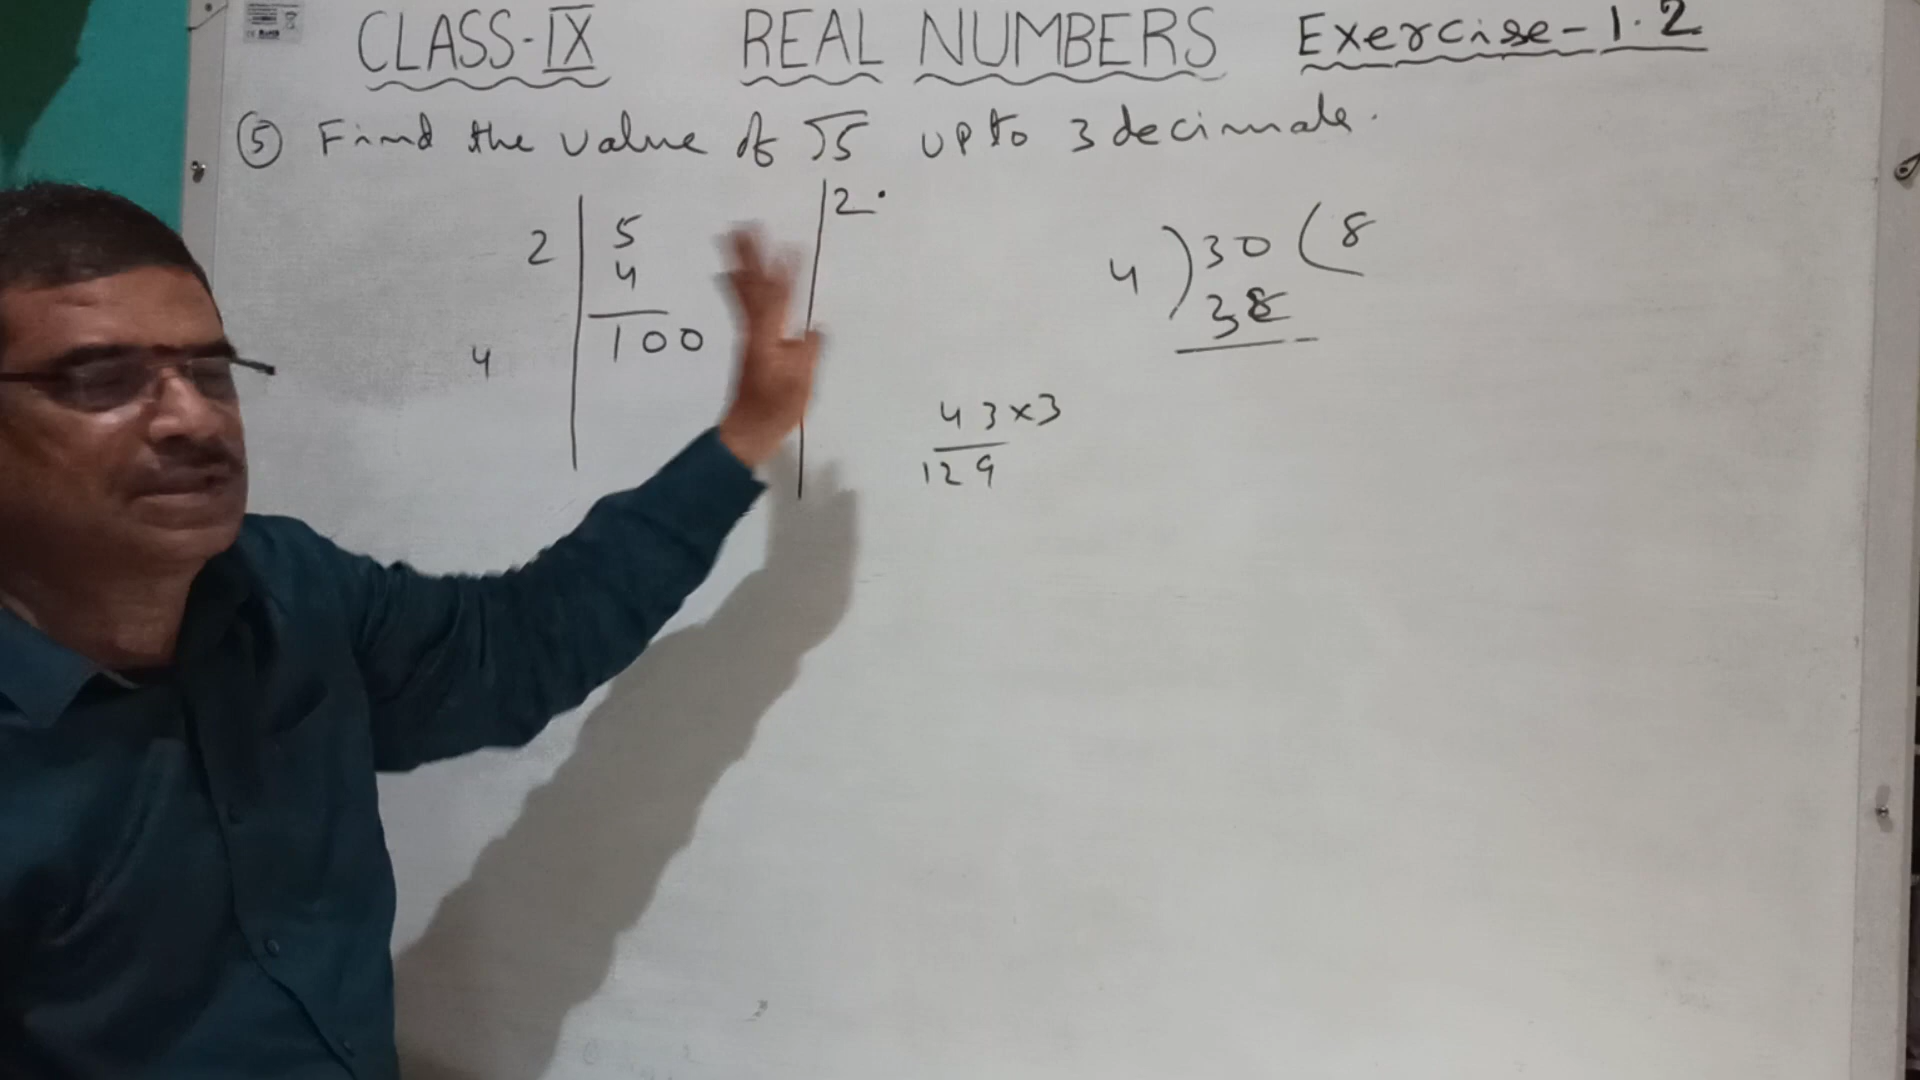 CLASS-IX REAL NUMBERS Exercise-1.2
⑤ Find the value of √5 upto 3 decimals.
2 | 5 | 2.
4
4 | 100
4 ) 30 ( 8
38
43×3
129